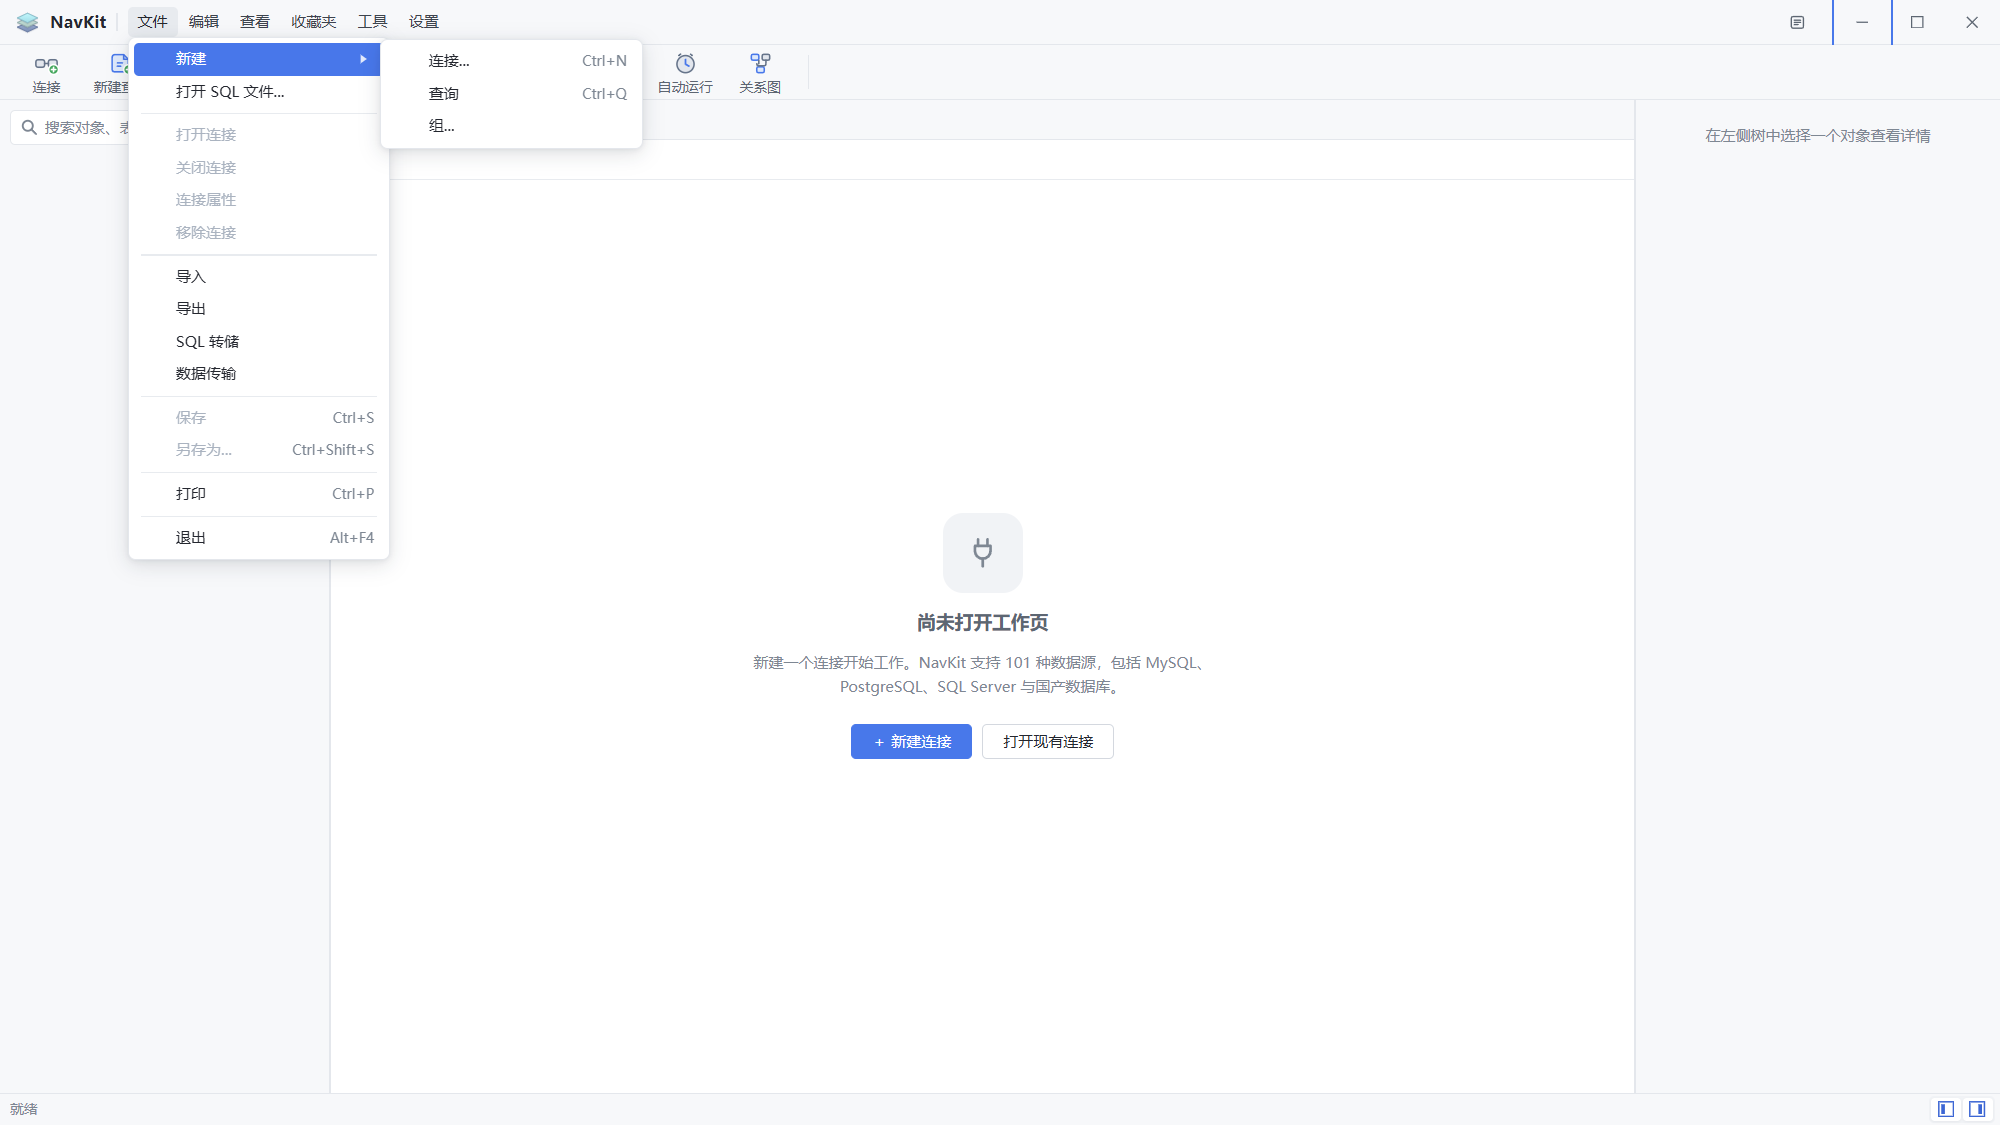 NavKit 文件 编辑 查看 收藏夹 工具 设置
连接
自动运行 关系图
新建
打开 SQL 文件...
打开连接
关闭连接
连接属性
移除连接
导入
导出
SQL 转储
数据传输
保存 Ctrl+S
另存为... Ctrl+Shift+S
打印 Ctrl+P
退出 Alt+F4
连接... Ctrl+N
查询 Ctrl+Q
组...
新建
搜索对象、
在左侧树中选择一个对象查看详情
尚未打开工作页
新建一个连接开始工作。NavKit 支持 101 种数据源，包括 MySQL、
PostgreSQL、SQL Server 与国产数据库。
+ 新建连接 打开现有连接
就绪